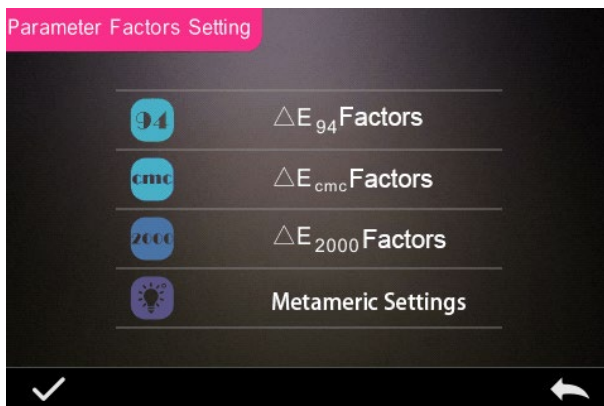 Parameter Factors Setting
94 △E94Factors
cmc △EcmcFactors
2000 △E2000Factors
Metameric Settings